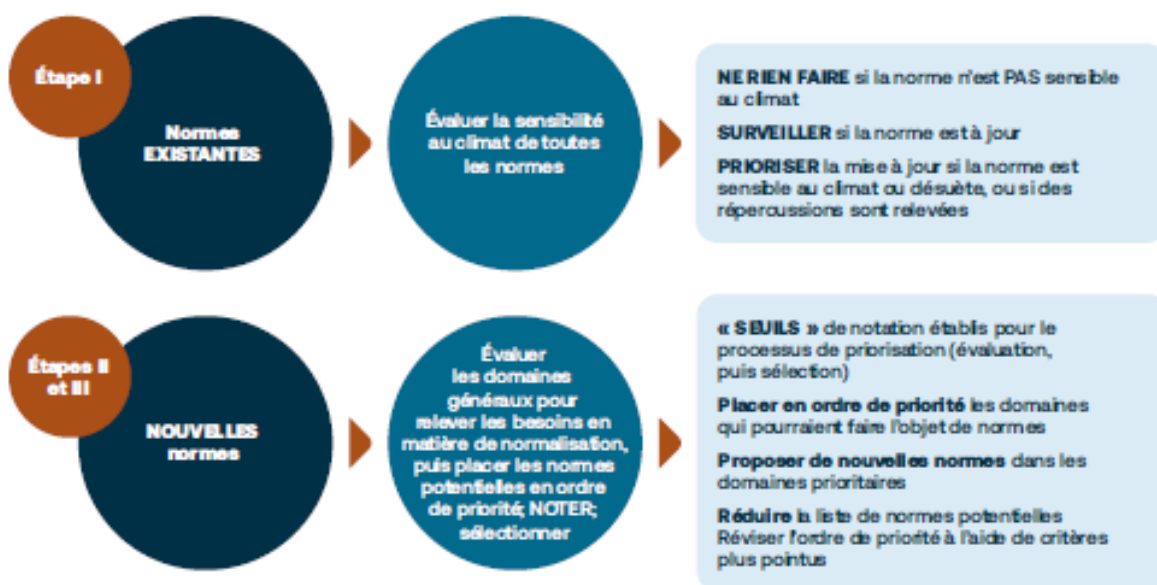 Étape I
Normes
EXISTANTES
Évaluer la sensibilité
au climat de toutes
les normes
NE RIEN FAIRE si la norme n'est PAS sensible
au climat
SURVEILLER si la norme est à jour
PRIORISER la mise à jour si la norme est
sensible au climat ou désuète, ou si des
répercussions sont relevées
Étapes II
et III
NOUVELLES
normes
Évaluer
les domaines
généraux pour
relever les besoins en
matière de normalisation,
puis placer les normes
potentielles en ordre
de priorité; NOTER;
sélectionner
« SEUILS » de notation établis pour le
processus de priorisation (évaluation,
puis sélection)
Placer en ordre de priorité les domaines
qui pourraient faire l'objet de normes
Proposer de nouvelles normes dans les
domaines prioritaires
Réduire la liste de normes potentielles
Réviser l'ordre de priorité à l'aide de critères
plus pointus